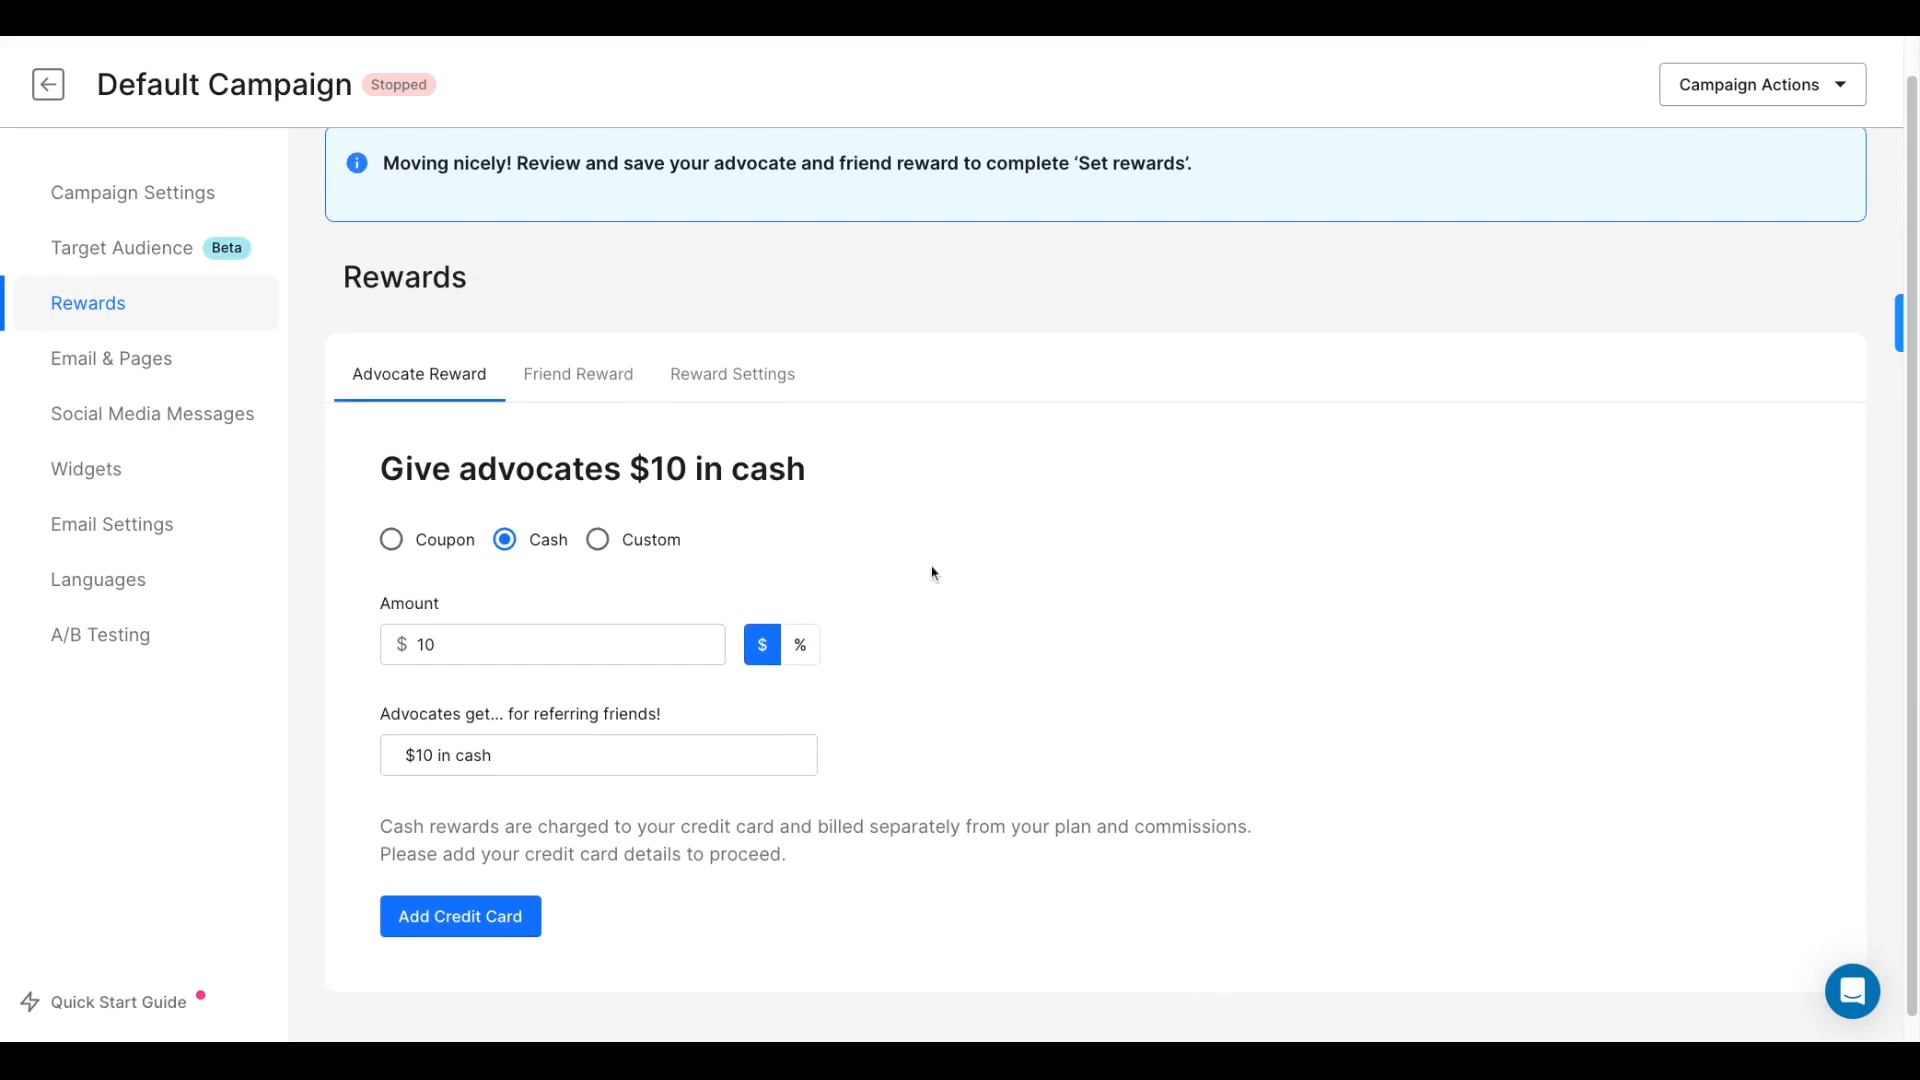 Default Campaign Stopped
Campaign Actions
Moving nicely! Review and save your advocate and friend reward to complete ‘Set rewards’.
Campaign Settings
Target Audience Beta
Rewards
Email & Pages
Social Media Messages
Widgets
Email Settings
Languages
A/B Testing
Quick Start Guide
Rewards
Advocate Reward Friend Reward Reward Settings
Give advocates $10 in cash
Coupon Cash Custom
Amount
$ 10 $ %
Advocates get... for referring friends!
$10 in cash
Cash rewards are charged to your credit card and billed separately from your plan and commissions.
Please add your credit card details to proceed.
Add Credit Card